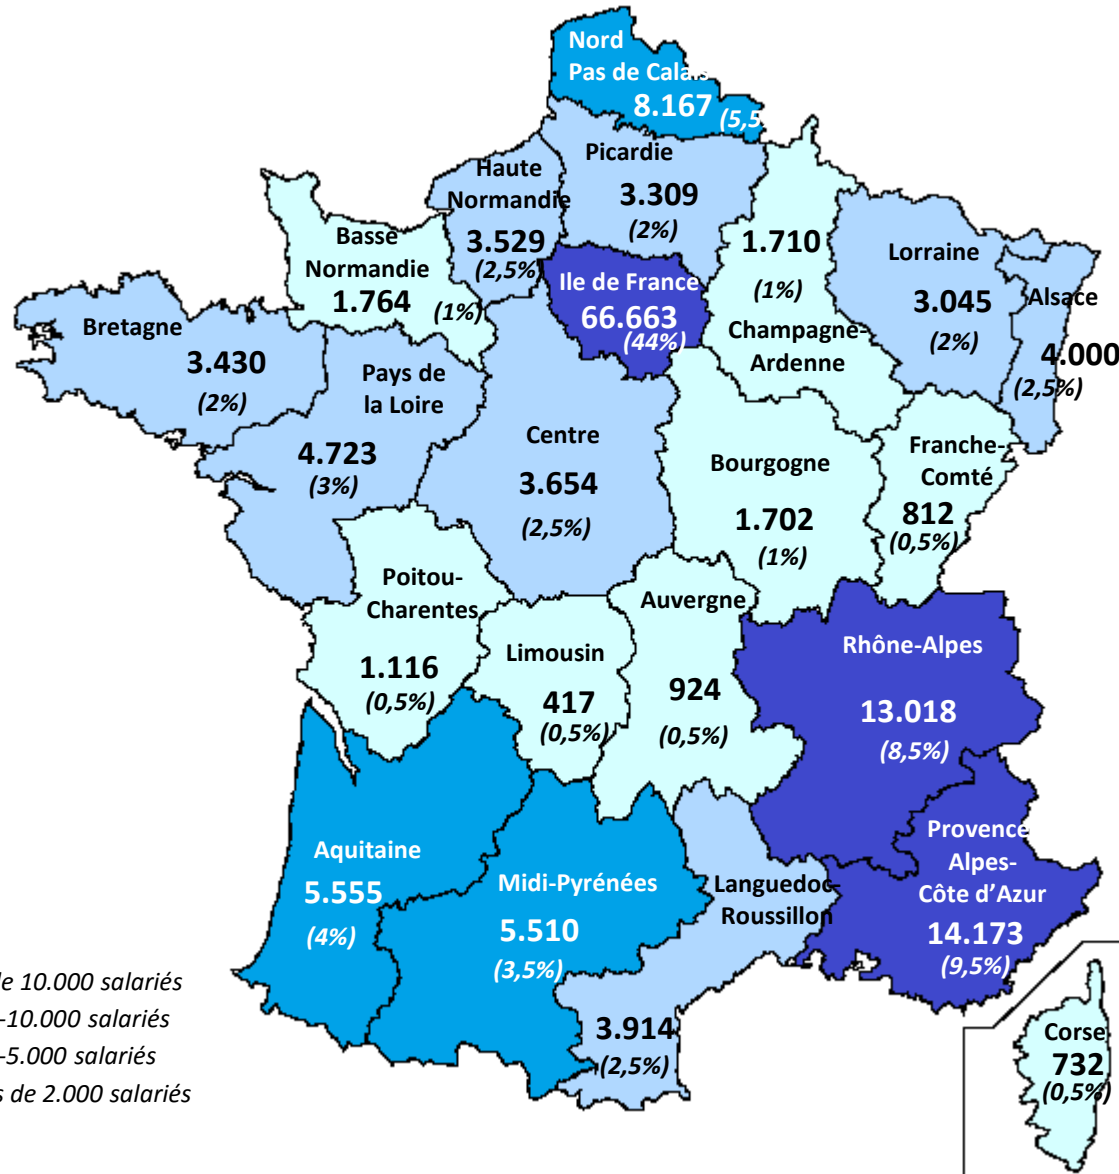 Nord
Pas de Calais
8.167 (5,5%
Picardie
3.309
(2%)
Haute
Normandie
3.529
(2,5%)
Basse
Normandie
1.764 (1%)
Ile de France
66.663
(44%)
1.710
(1%)
Champagne-
Ardenne
Lorraine
3.045
(2%)
Alsace
4.000
(2,5%)
Bretagne
3.430
(2%)
Pays de
la Loire
4.723
(3%)
Centre
3.654
(2,5%)
Bourgogne
1.702
(1%)
Franche-
Comté
812
(0,5%)
Poitou-
Charentes
1.116
(0,5%)
Limousin
417
(0,5%)
Auvergne
924
(0,5%)
Rhône-Alpes
13.018
(8,5%)
Aquitaine
5.555
(4%)
Midi-Pyrénées
5.510
(3,5%)
Languedoc-
Roussillon
3.914
(2,5%)
Provence
Alpes-
Côte d’Azur
14.173
(9,5%)
Corse
732
(0,5%)
de 10.000 salariés
-10.000 salariés
-5.000 salariés
s de 2.000 salariés